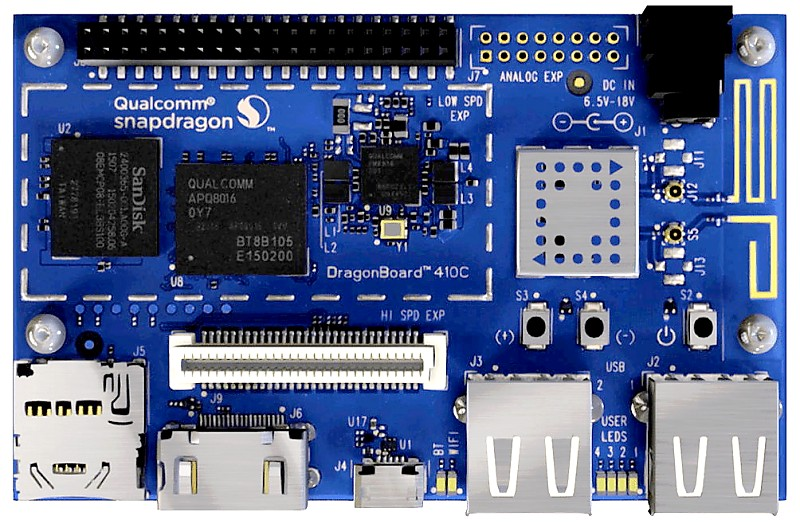 J7
ANALOG EXP
DC IN
6.5V-18V
J1
Qualcomm®
snapdragon™
LOW SPD
EXP
U2
SanDisk
TAIWAN
QUALCOMM
APQ8016
0Y7
BT8B105
E150200
U8
U9
Y1
L1
L2
L4
L3
DragonBoard™ 410C
J11
J12
S5
J13
HI SPD EXP
S3
S4
S2
(+)
(-)
J5
J9
J6
U17
U1
J4
BT
WIFI
J3
USB
2
J2
USER
LEDS
4 3 2 1